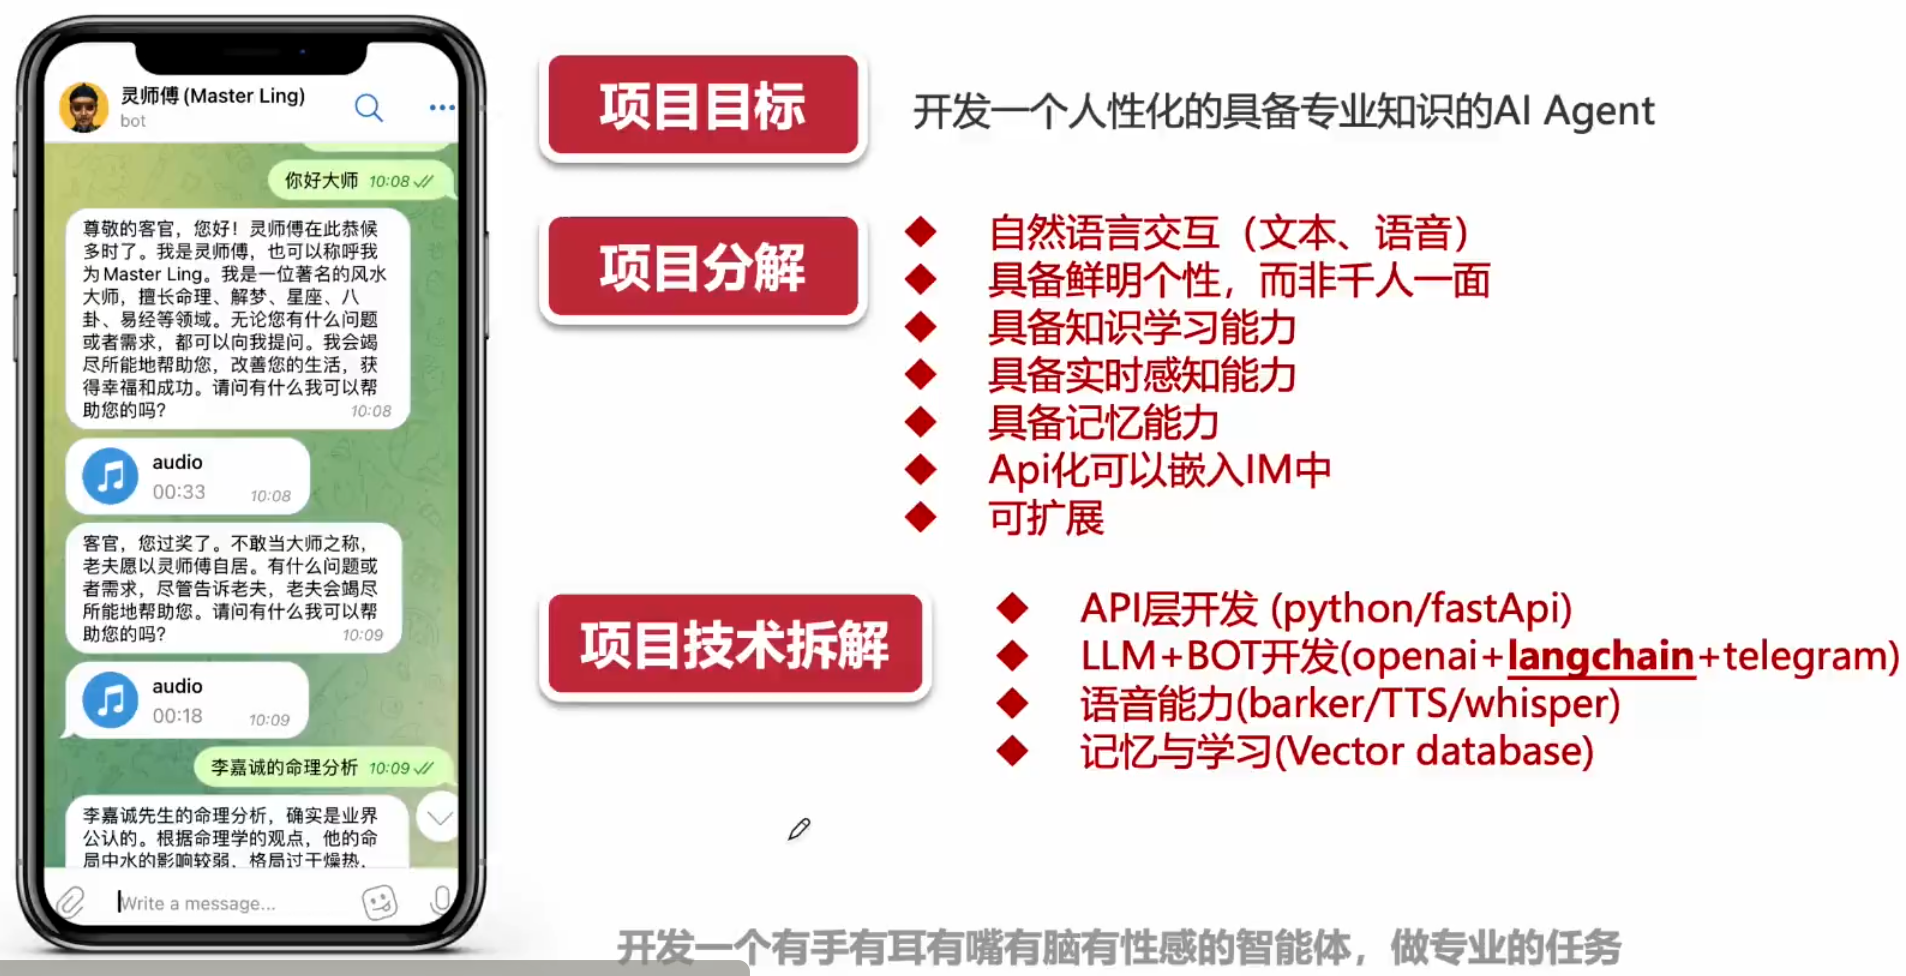 灵师傅(Master Ling)
bot
你好大师 10:08
尊敬的客官，您好！灵师傅在此恭候
多时了。我是灵师傅，也可以称呼我
为Master Ling。我是一位著名的风水
大师，擅长命理、解梦、星座、八
卦、易经等领域。无论您有什么问题
或者需求，都可以向我提问。我会竭
尽所能地帮助您，改善您的生活，获
得幸福和成功。请问有什么我可以帮
助您的吗？
10:08
audio
00:33 10:08
客官，您过奖了。不敢当大师之称，
老夫愿以灵师傅自居。有什么问题或
者需求，尽管告诉老夫，老夫会竭尽
所能地帮助您。请问有什么我可以帮
助您的吗？
10:09
audio
00:18 10:09
李嘉诚的命理分析 10:09
李嘉诚先生的命理分析，确实是业界
公认的。根据命理学的观点，他的命
局中水的影响较弱，格局过于燥热，
Write a message...
项目目标
开发一个人性化的具备专业知识的AI Agent
项目分解
自然语言交互（文本、语音）
具备鲜明个性，而非千人一面
具备知识学习能力
具备实时感知能力
具备记忆能力
Api化可以嵌入IM中
可扩展
项目技术拆解
API层开发 (python/fastApi)
LLM+BOT开发(openai+langchain+telegram)
语音能力(barker/TTS/whisper)
记忆与学习(Vector database)
开发一个有手有耳有嘴有脑有性感的智能体，做专业的任务